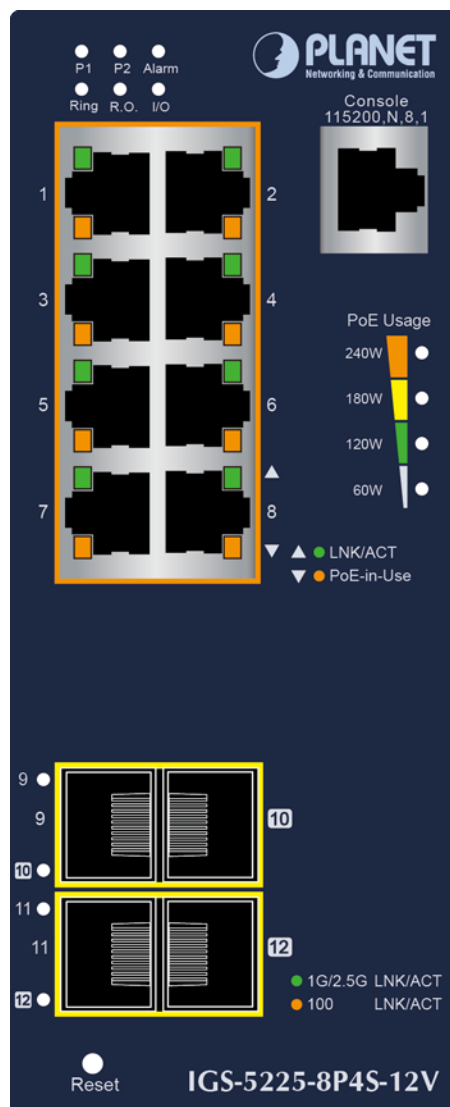 P1 P2 Alarm
PLANET
Networking & Communication
Ring R.O. I/O
Console
115200,N,8,1
1 2
3 4
PoE Usage
240W
180W
5 6
120W
60W
7 8
LNK/ACT
PoE-in-Use
9
9 10
10
11
11 12
12
1G/2.5G LNK/ACT
100 LNK/ACT
Reset
IGS-5225-8P4S-12V